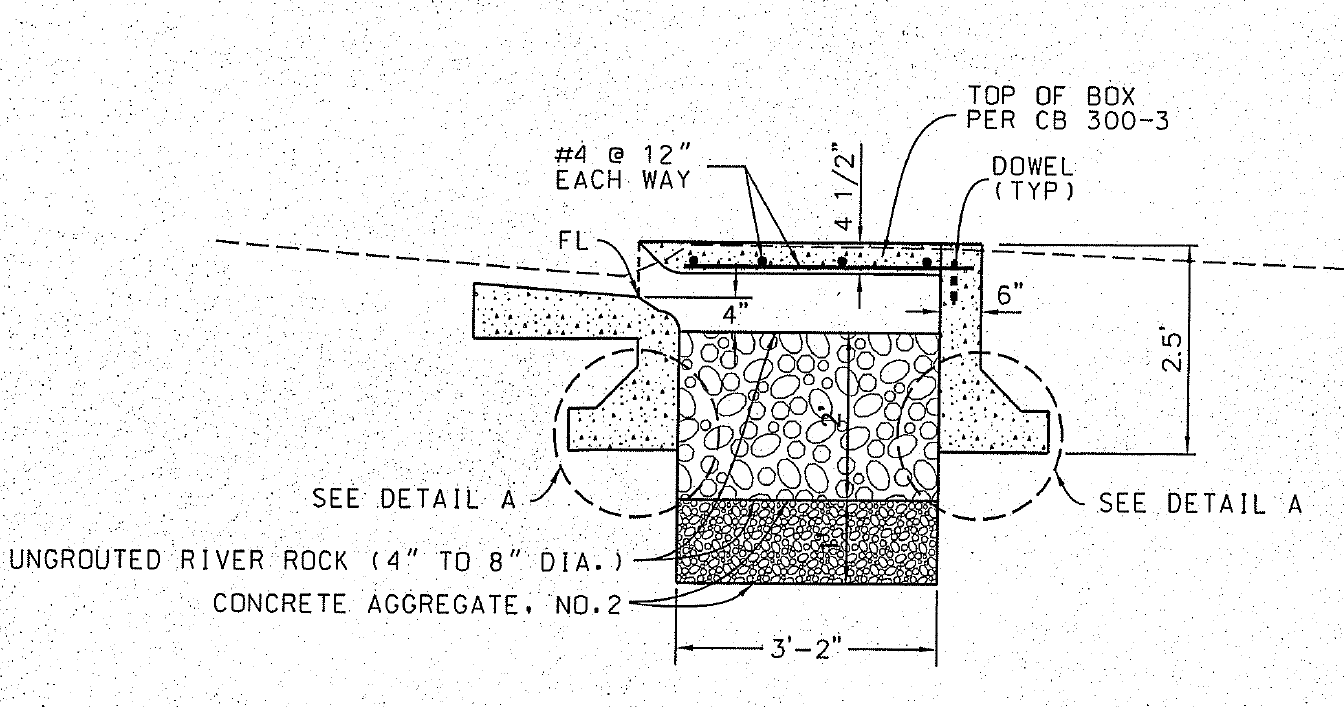 TOP OF BOX
PER CB 300-3
#4 @ 12"
EACH WAY
4 1/2"
DOWEL
(TYP)
FL
4"
6"
2.5'
2'
1'
SEE DETAIL A
SEE DETAIL A
UNGROUTED RIVER ROCK (4" TO 8" DIA.)
CONCRETE AGGREGATE, NO.2
3'-2"